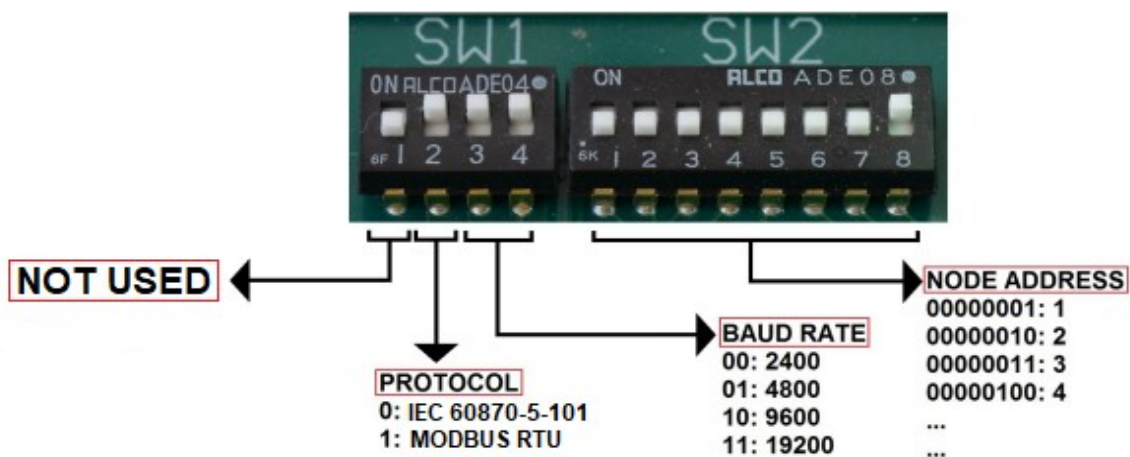 SW1
SW2
ON ALCO ADE04
ON ALCO ADE08
6F 1 2 3 4
6K 1 2 3 4 5 6 7 8
NOT USED
PROTOCOL
0: IEC 60870-5-101
1: MODBUS RTU
BAUD RATE
00: 2400
01: 4800
10: 9600
11: 19200
NODE ADDRESS
00000001: 1
00000010: 2
00000011: 3
00000100: 4
...
...